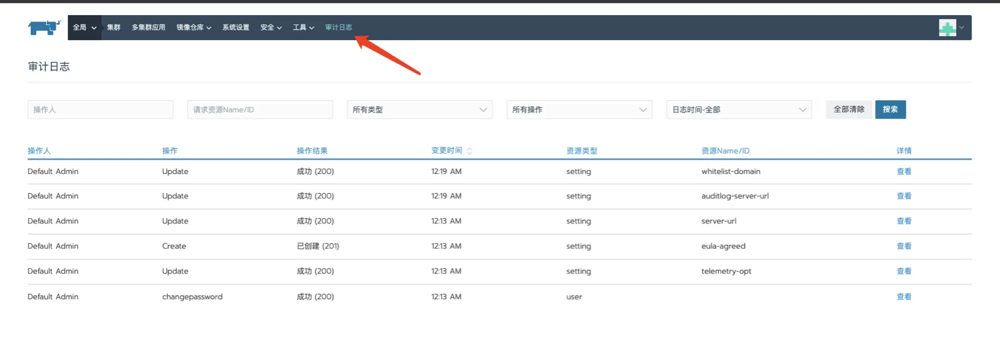 全局 集群 多集群应用 镜像仓库 系统设置 安全 工具 审计日志
审计日志
操作人 请求资源Name/ID 所有类型 所有操作 日志时间-全部 全部清除 搜索
操作人 操作 操作结果 变更时间 资源类型 资源Name/ID 详情
Default Admin Update 成功 (200) 12:19 AM setting whitelist-domain 查看
Default Admin Update 成功 (200) 12:19 AM setting auditlog-server-url 查看
Default Admin Update 成功 (200) 12:13 AM setting server-url 查看
Default Admin Create 已创建 (201) 12:13 AM setting eula-agreed 查看
Default Admin Update 成功 (200) 12:13 AM setting telemetry-opt 查看
Default Admin changepassword 成功 (200) 12:13 AM user 查看